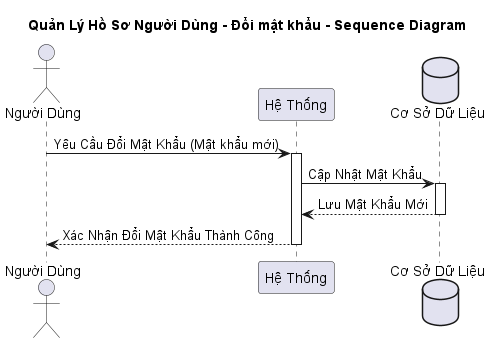 Quản Lý Hồ Sơ Người Dùng - Đổi mật khẩu - Sequence Diagram
Người Dùng
Hệ Thống
Cơ Sở Dữ Liệu
Yêu Cầu Đổi Mật Khẩu (Mật khẩu mới)
Cập Nhật Mật Khẩu
Lưu Mật Khẩu Mới
Xác Nhận Đổi Mật Khẩu Thành Công
Người Dùng
Hệ Thống
Cơ Sở Dữ Liệu